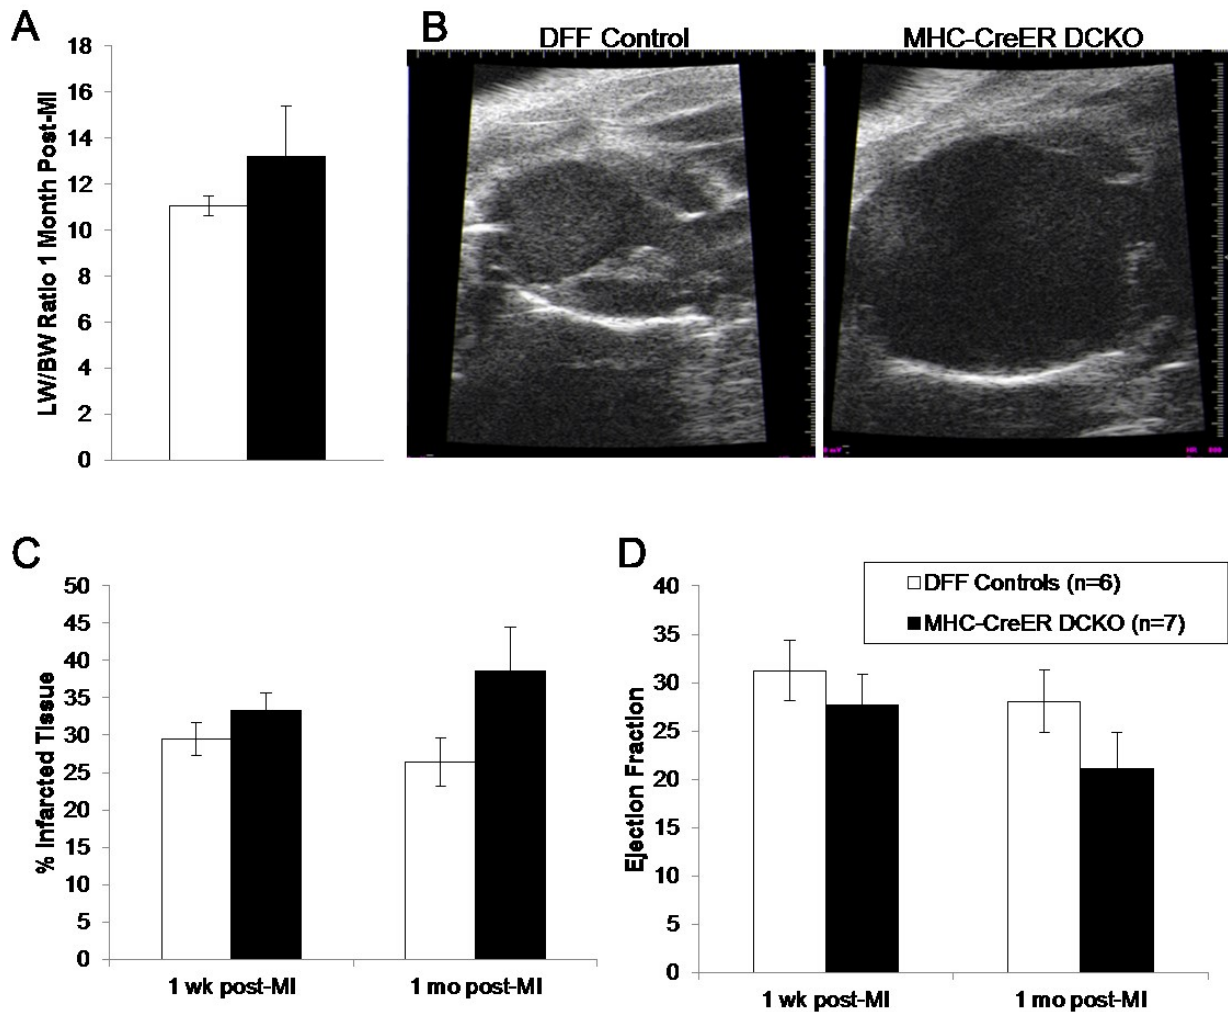 A
LW/BW Ratio 1 Month Post-MI
18
16
14
12
10
8
6
4
2
0
B
DFF Control
MHC-CreER DCKO
C
% Infarcted Tissue
50
45
40
35
30
25
20
15
10
5
0
1 wk post-MI
1 mo post-MI
D
DFF Controls (n=6)
MHC-CreER DCKO (n=7)
Ejection Fraction
40
35
30
25
20
15
10
5
0
1 wk post-MI
1 mo post-MI